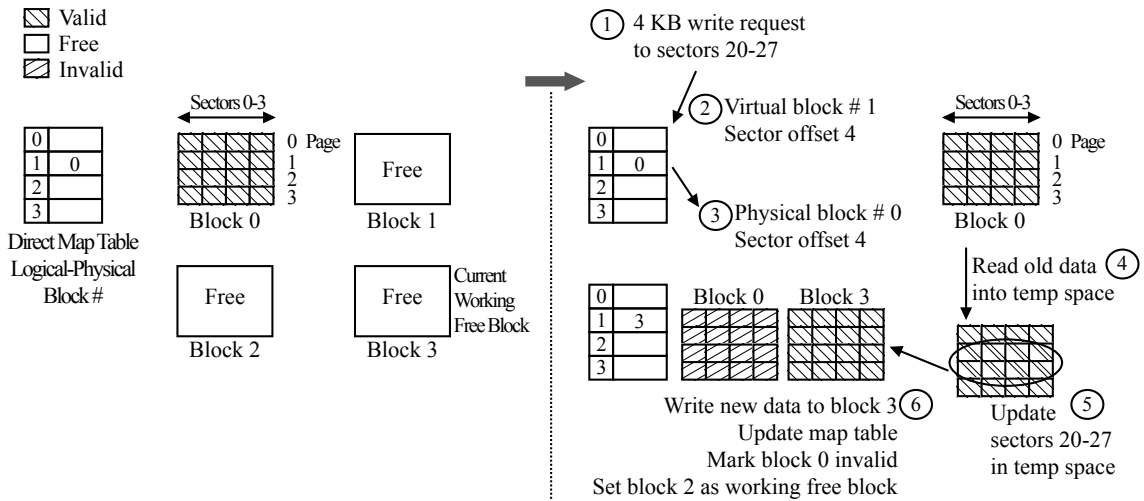 Valid
Free
Invalid
Sectors 0-3
0
1 0
2
3
Direct Map Table
Logical-Physical
Block #
0 Page
1
2
3
Block 0
Free
Block 1
Free
Block 2
Free
Block 3
Current
Working
Free Block
1 4 KB write request
to sectors 20-27
2 Virtual block # 1
Sector offset 4
0
1 0
2
3
3 Physical block # 0
Sector offset 4
Sectors 0-3
0 Page
1
2
3
Block 0
Read old data 4
into temp space
Update 5
sectors 20-27
in temp space
0
1 3
2
3
Block 0
Block 3
Write new data to block 3 6
Update map table
Mark block 0 invalid
Set block 2 as working free block